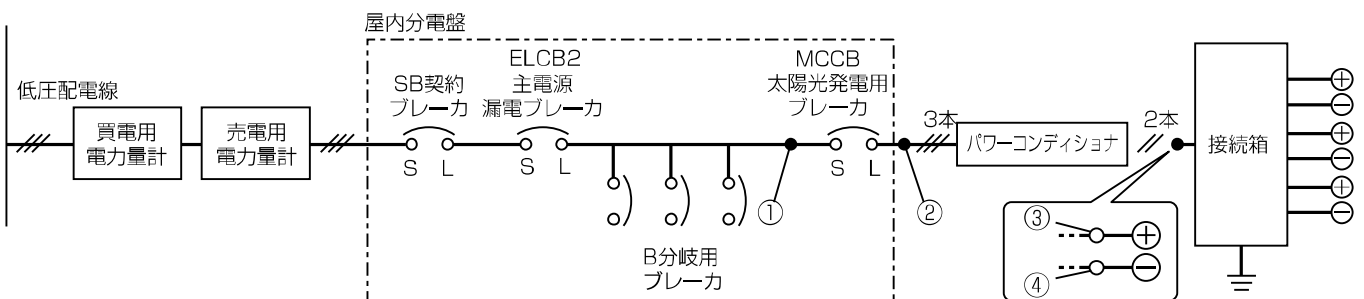 屋内分電盤
低圧配電線
買電用
電力量計
売電用
電力量計
SB契約
ブレーカ
S L
ELCB2
主電源
漏電ブレーカ
S L
B分岐用
ブレーカ
MCCB
太陽光発電用
ブレーカ
S L
①
②
3本
パワーコンディショナ
2本
③
④
接続箱